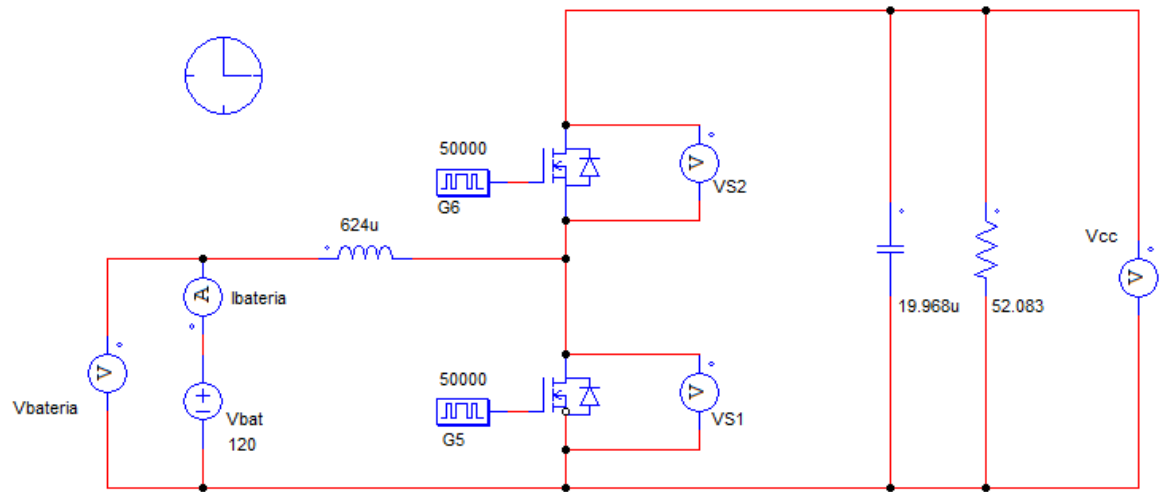 50000
G6
V
VS2
624u
Vcc
V
A
Ibateria
19.968u
52.083
V
Vbateria
Vbat
120
50000
G5
V
VS1